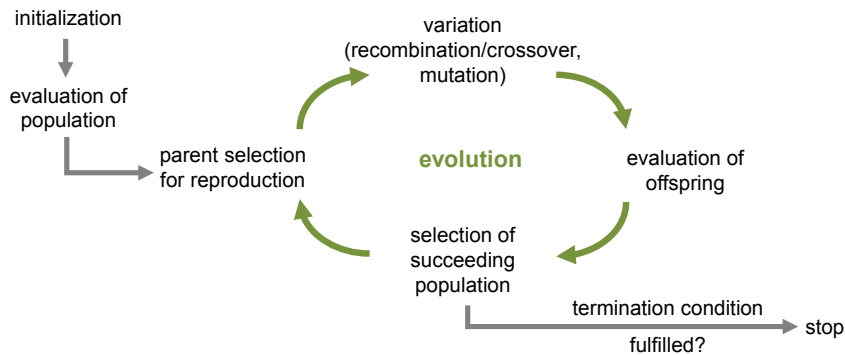 initialization
evaluation of
population
parent selection
for reproduction
variation
(recombination/crossover,
mutation)
evolution
evaluation of
offspring
selection of
succeeding
population
termination condition
fulfilled?
stop